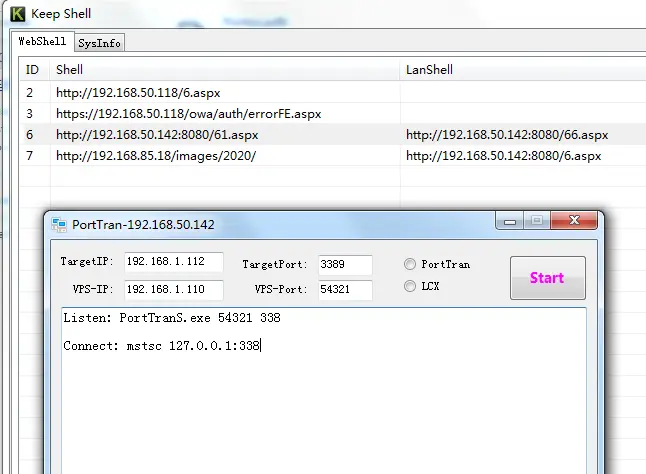 Keep Shell
WebShell SysInfo
ID Shell LanShell
2 http://192.168.50.118/6.aspx
3 https://192.168.50.118/owa/auth/errorFE.aspx
6 http://192.168.50.142:8080/61.aspx http://192.168.50.142:8080/66.aspx
7 http://192.168.85.18/images/2020/ http://192.168.50.142:8080/6.aspx
PortTran-192.168.50.142
TargetIP: 192.168.1.112 TargetPort: 3389 PortTran
VPS-IP: 192.168.1.110 VPS-Port: 54321 LCX
Start
Listen: PortTranS.exe 54321 338
Connect: mstsc 127.0.0.1:338